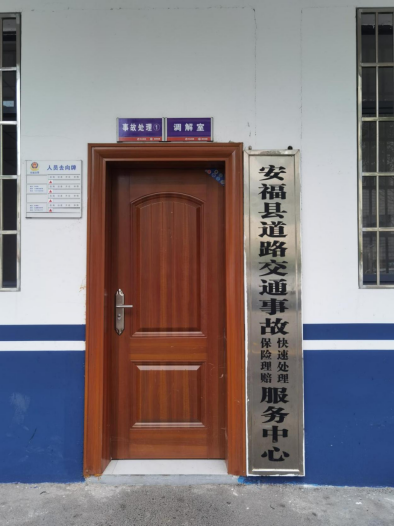 事故处理1
调解室
人员去向牌
安福县道路交通事故
快速处理
保险理赔
服务中心